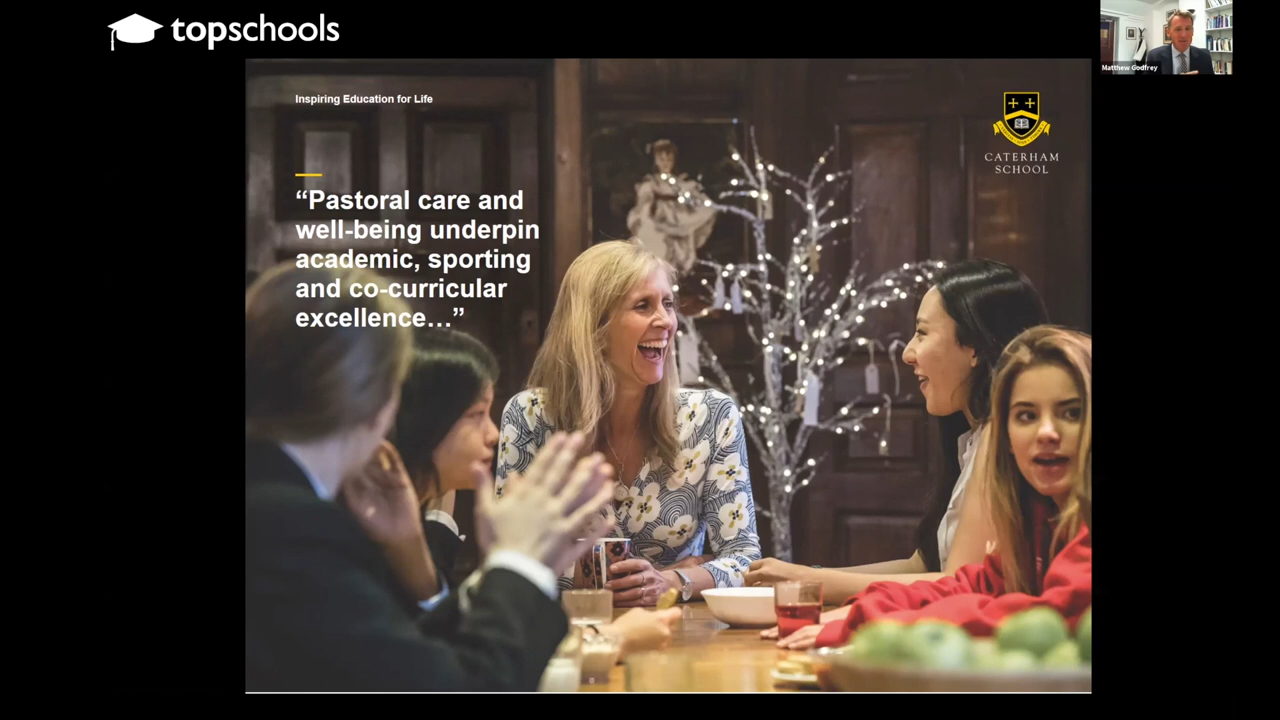 topschools
Matthew Godfrey
Inspiring Education for Life
CATERHAM
SCHOOL
“Pastoral care and
well-being underpin
academic, sporting
and co-curricular
excellence…”